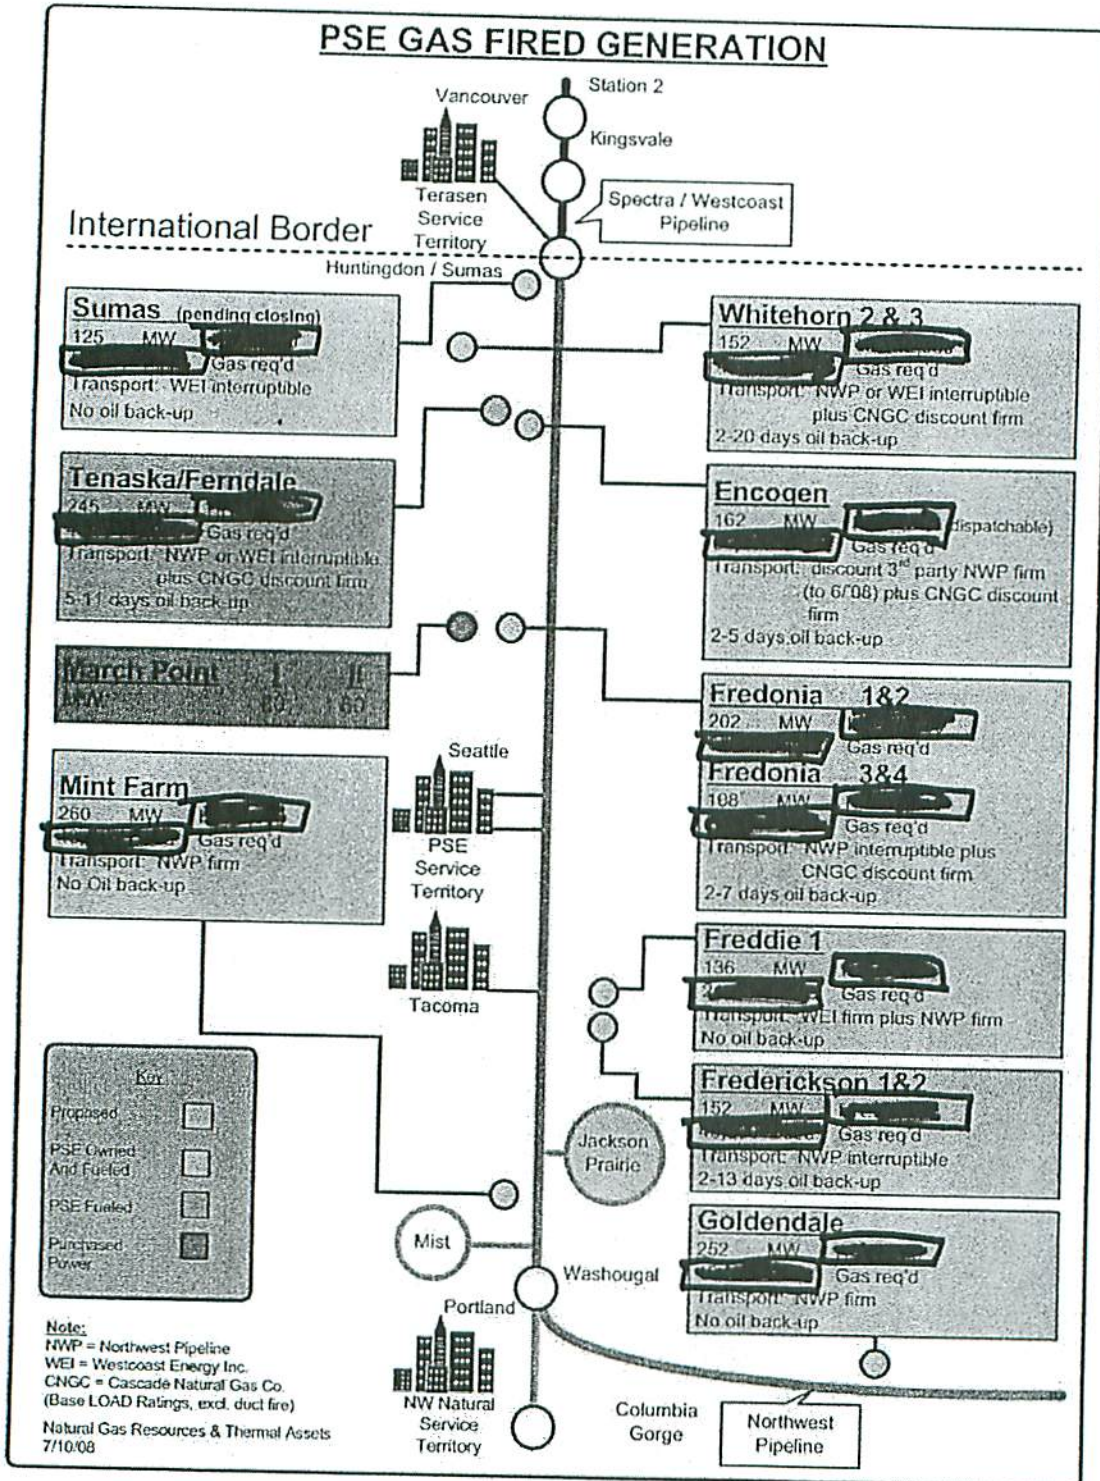 PSE GAS FIRED GENERATION
Station 2
Vancouver
Kingsvale
Terasen
Service
Territory
Spectra / Westcoast
Pipeline
International Border
Huntingdon / Sumas
Sumas (pending closing)
125 MW
Gas req'd
Transport: WEI interruptible
No oil back-up
Whitehorn 2 & 3
152 MW
Gas req'd
Transport: NWP or WEI interruptible
plus CNGC discount firm
2-20 days oil back-up
Tenaska/Ferndale
245 MW
Gas req'd
Transport: NWP or WEI interruptible
plus CNGC discount firm
5-11 days oil back-up
Encogen
162 MW dispatchable)
Gas req'd
Transport: discount 3rd party NWP firm
(to 6/'08) plus CNGC discount
firm
2-5 days oil back-up
March Point I II
MW 80 60
Fredonia 1&2
202 MW
Gas req'd
Fredonia 3&4
108 MW
Gas req'd
Transport: NWP interruptible plus
CNGC discount firm
2-7 days oil back-up
Mint Farm
260 MW
Gas req'd
Transport: NWP firm
No Oil back-up
Seattle
PSE
Service
Territory
Tacoma
Freddie 1
136 MW
Gas req'd
Transport: WEI firm plus NWP firm
No oil back-up
Frederickson 1&2
152 MW
Gas req'd
Transport: NWP interruptible
2-13 days oil back-up
Jackson
Prairie
Key
Proposed
PSE Owned
And Fueled
PSE Fueled
Purchased
Power
Mist
Washougal
Portland
Goldendale
252 MW
Gas req'd
Transport: NWP firm
No oil back-up
NW Natural
Service
Territory
Columbia
Gorge
Northwest
Pipeline
Note:
NWP = Northwest Pipeline
WEI = Westcoast Energy Inc.
CNGC = Cascade Natural Gas Co.
(Base LOAD Ratings, excl. duct fire)
Natural Gas Resources & Thermal Assets
7/10/08